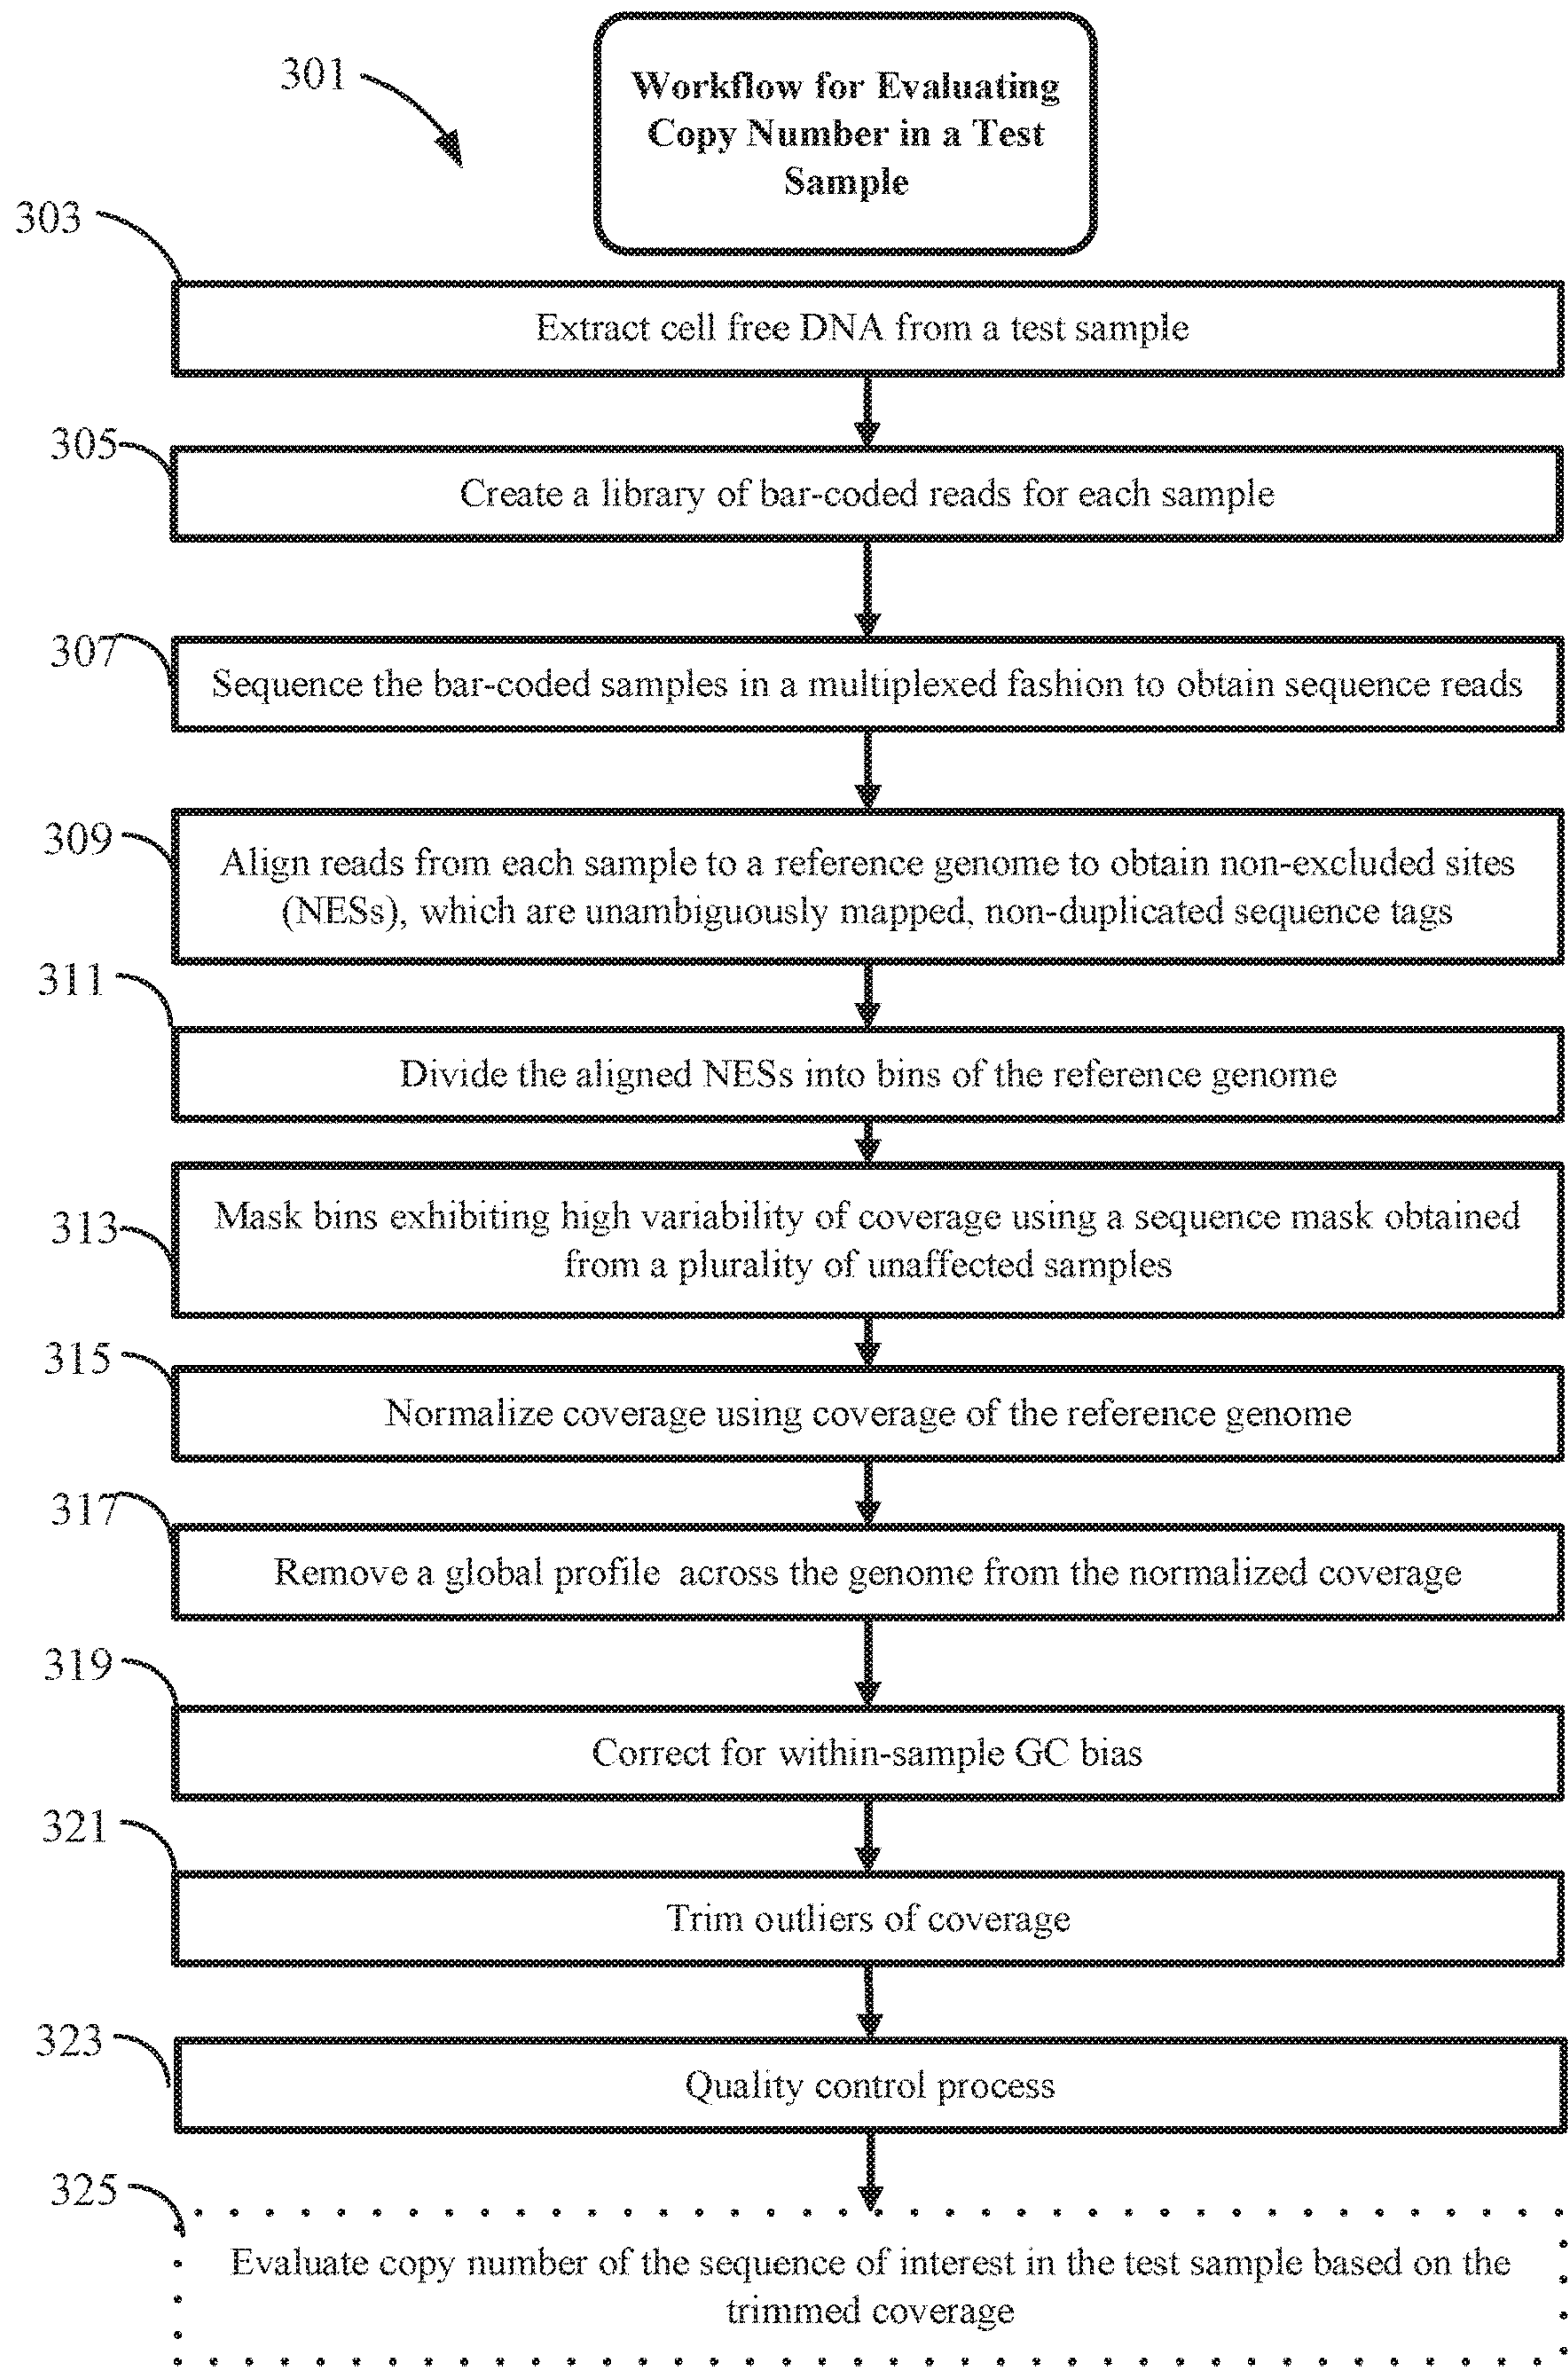 301
Workflow for Evaluating
Copy Number in a Test
Sample
303
Extract cell free DNA from a test sample
305
Create a library of bar-coded reads for each sample
307
Sequence the bar-coded samples in a multiplexed fashion to obtain sequence reads
309
Align reads from each sample to a reference genome to obtain non-excluded sites
(NESs), which are unambiguously mapped, non-duplicated sequence tags
311
Divide the aligned NESs into bins of the reference genome
313
Mask bins exhibiting high variability of coverage using a sequence mask obtained
from a plurality of unaffected samples
315
Normalize coverage using coverage of the reference genome
317
Remove a global profile across the genome from the normalized coverage
319
Correct for within-sample GC bias
321
Trim outliers of coverage
323
Quality control process
325
Evaluate copy number of the sequence of interest in the test sample based on the
trimmed coverage